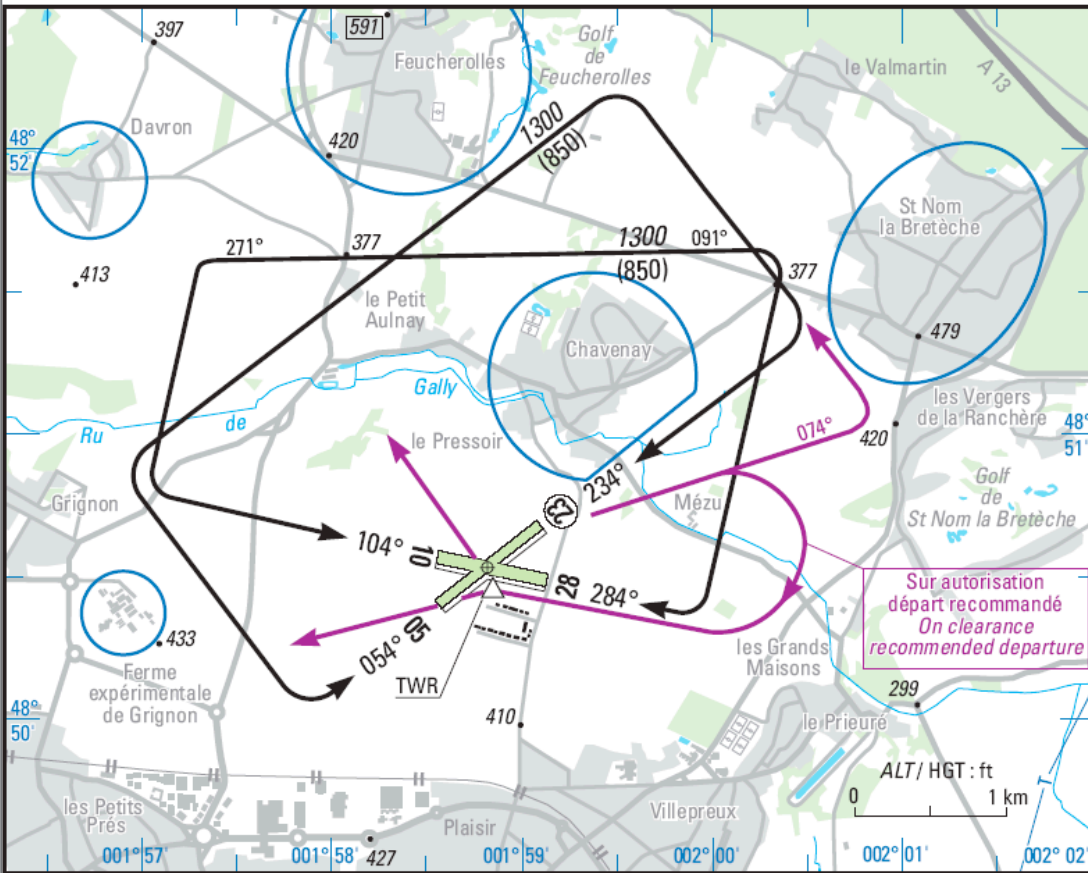 591
397
Feucherolles
Golf
de
Feucherolles
le Valmartin
A 13
48°
52'
Davron
420
1300
(850)
St Nom
la Bretèche
271°
377
1300
(850)
091°
377
413
le Petit
Aulnay
Chavenay
479
Gally
les Vergers
de la Ranchère
Ru
de
le Pressoir
074°
420
48°
51'
Grignon
234°
23
Mézu
Golf
de
St Nom la Bretèche
104°
10
28
284°
Sur autorisation
départ recommandé
On clearance
recommended departure
433
05
054°
TWR
les Grands
Maisons
Ferme
expérimentale
de Grignon
299
48°
50'
410
le Prieuré
ALT / HGT : ft
0
1 km
les Petits
Prés
Plaisir
Villepreux
427
001° 57'
001° 58'
001° 59'
002° 00'
002° 01'
002° 02'